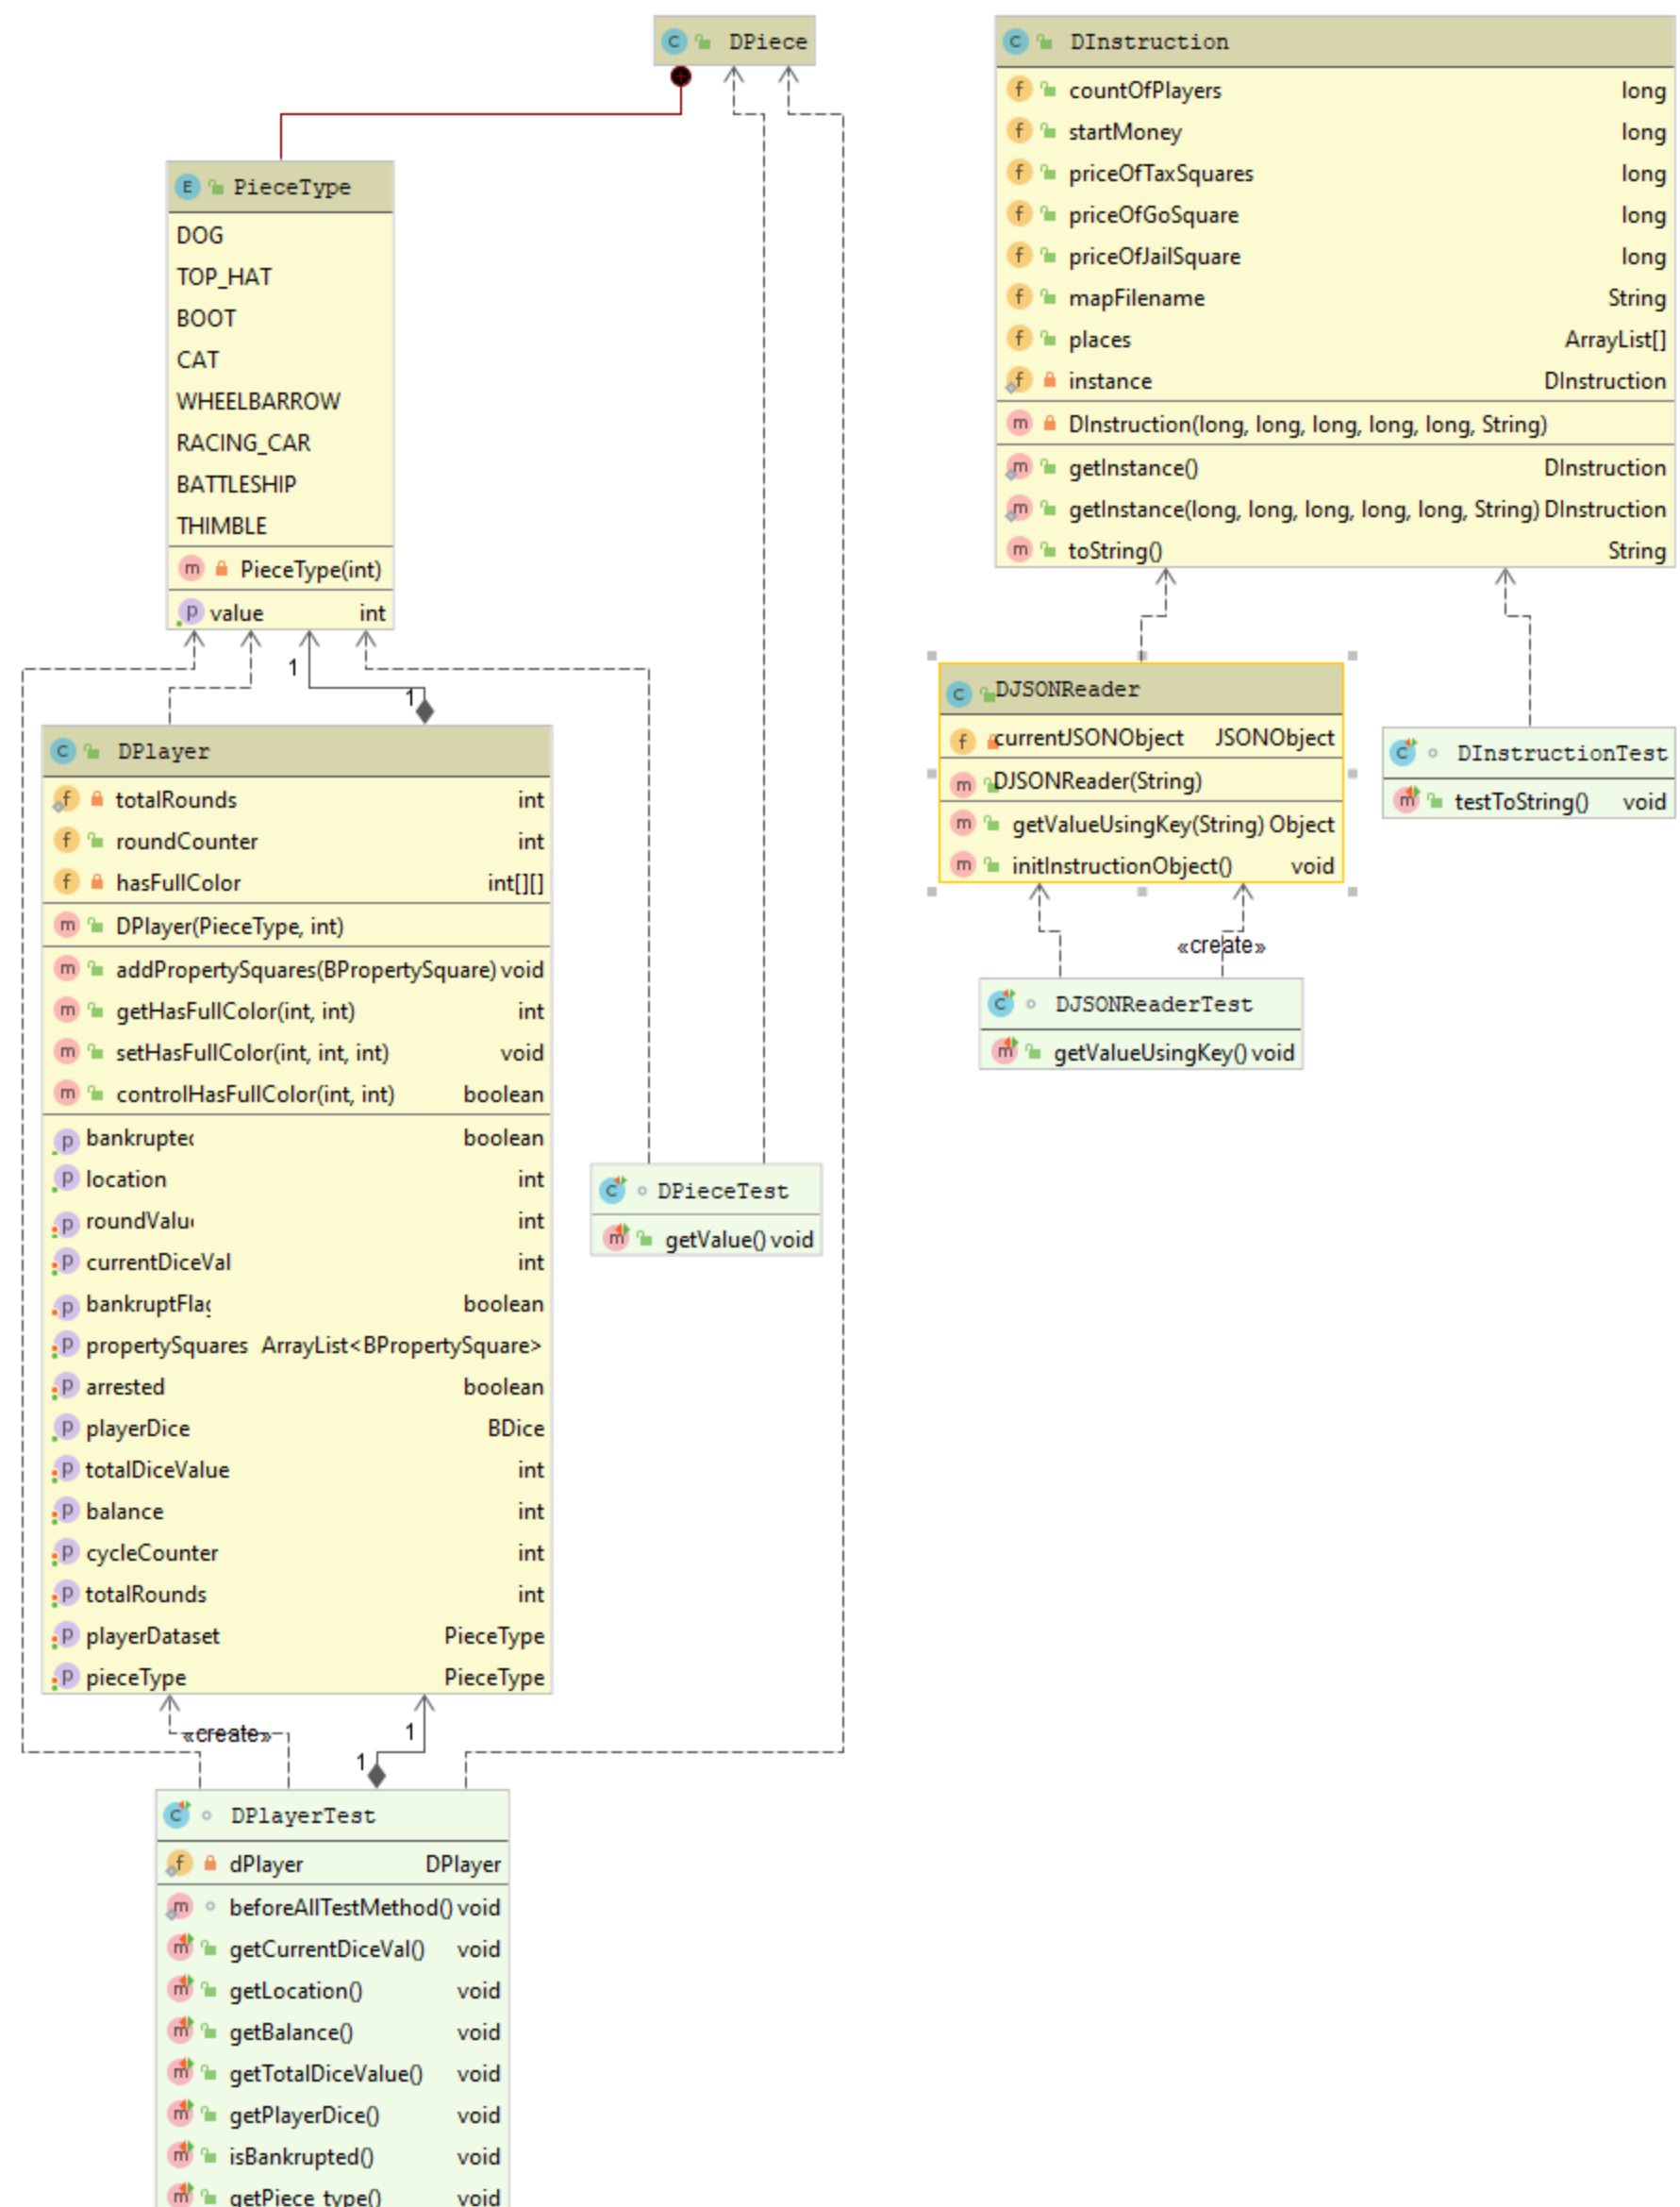 DPiece
PieceType
DOG
TOP_HAT
BOOT
CAT
WHEELBARROW
RACING_CAR
BATTLESHIP
THIMBLE
PieceType(int)
value int
1
1
DPlayer
totalRounds int
roundCounter int
hasFullColor int[][]
DPlayer(PieceType, int)
addPropertySquares(BPropertySquare) void
getHasFullColor(int, int) int
setHasFullColor(int, int, int) void
controlHasFullColor(int, int) boolean
boolean
location int
int
currentDiceVal int
boolean
propertySquares ArrayList<BPropertySquare>
arrested boolean
playerDice BDice
totalDiceValue int
balance int
cycleCounter int
totalRounds int
playerDataset PieceType
pieceType PieceType
«create»
1
1
DPlayerTest
dPlayer DPlayer
beforeAllTestMethod() void
getCurrentDiceVal() void
getLocation() void
getBalance() void
getTotalDiceValue() void
getPlayerDice() void
isBankrupted() void
getPiece_type() void
DPieceTest
getValue() void
DInstruction
countOfPlayers long
startMoney long
priceOfTaxSquares long
priceOfGoSquare long
priceOfJailSquare long
mapFilename String
places ArrayList[]
instance DInstruction
DInstruction(long, long, long, long, long, String)
getInstance() DInstruction
getInstance(long, long, long, long, long, String) DInstruction
toString() String
DJSONReader
currentJSONObject JSONObject
DJSONReader(String)
getValueUsingKey(String) Object
initInstructionObject() void
«create»
DJSONReaderTest
getValueUsingKey() void
DInstructionTest
testToString() void